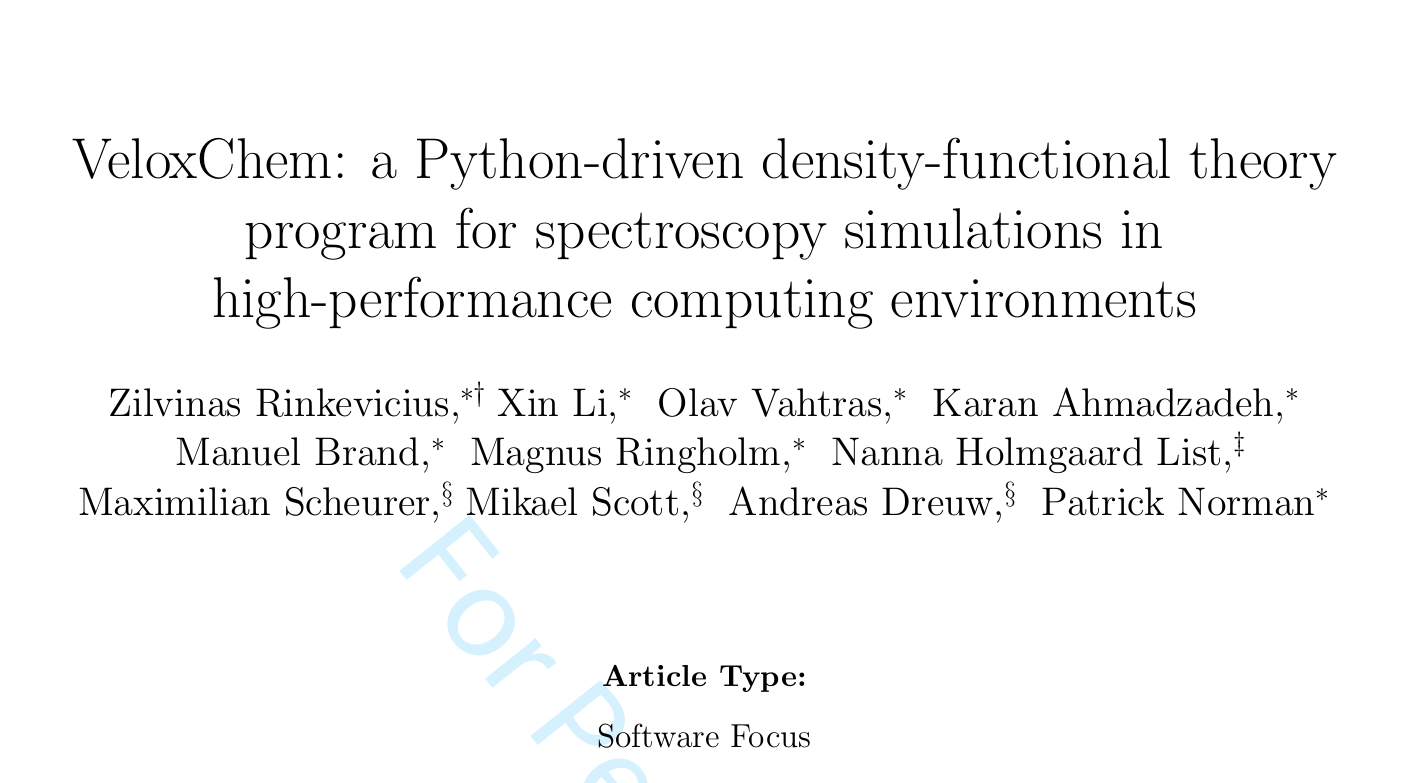 VeloxChem: a Python-driven density-functional theory
program for spectroscopy simulations in
high-performance computing environments
Zilvinas Rinkevicius,*† Xin Li,* Olav Vahtras,* Karan Ahmadzadeh,*
Manuel Brand,* Magnus Ringholm,* Nanna Holmgaard List,‡
Maximilian Scheurer,§ Mikael Scott,§ Andreas Dreuw,§ Patrick Norman*
For Pe
Article Type:
Software Focus